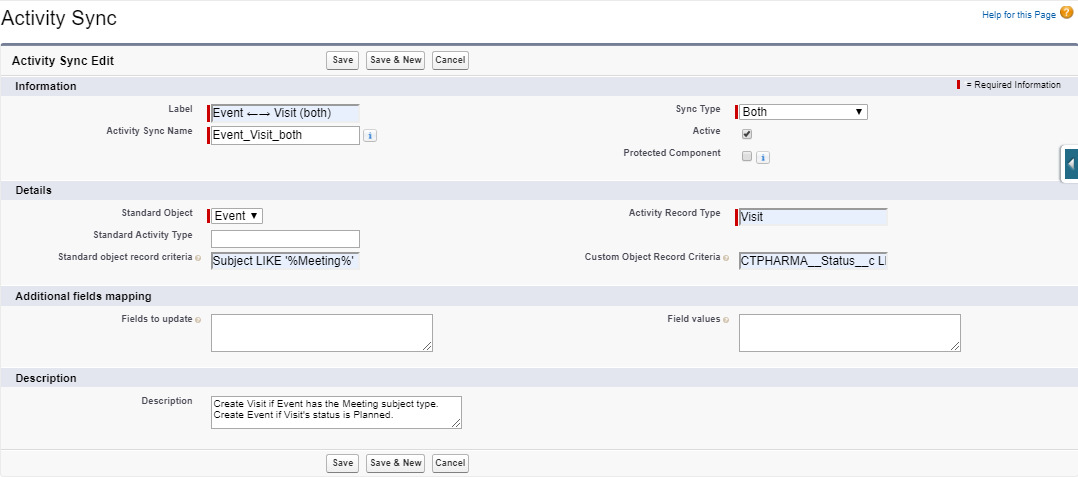 Activity Sync
Help for this Page ?
Activity Sync Edit
Save Save & New Cancel
Information
= Required Information
Label Event ←→ Visit (both)
Sync Type Both
Activity Sync Name Event_Visit_both
Active
Protected Component
Details
Standard Object Event
Activity Record Type Visit
Standard Activity Type
Standard object record criteria Subject LIKE '%Meeting%'
Custom Object Record Criteria CTPHARMA__Status__c
Additional fields mapping
Fields to update
Field values
Description
Description Create Visit if Event has the Meeting subject type.
Create Event if Visit's status is Planned.
Save Save & New Cancel